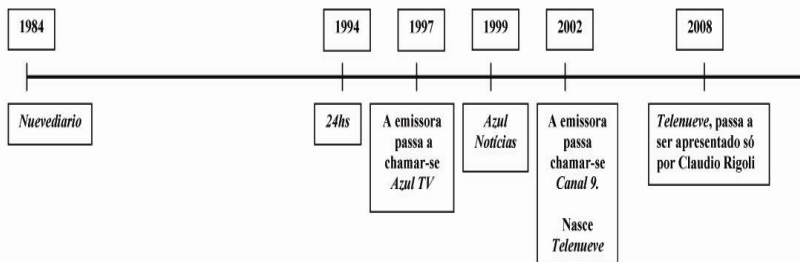 1984
1994
1997
1999
2002
2008
Nuevediario
24hs
A emissora
passa a
chamar-se
Azul TV
Azul
Notícias
A emissora
passa
chamar-se
Canal 9.
Nasce
Telenueve
Telenueve, passa a
ser apresentado só
por Claudio Rigoli